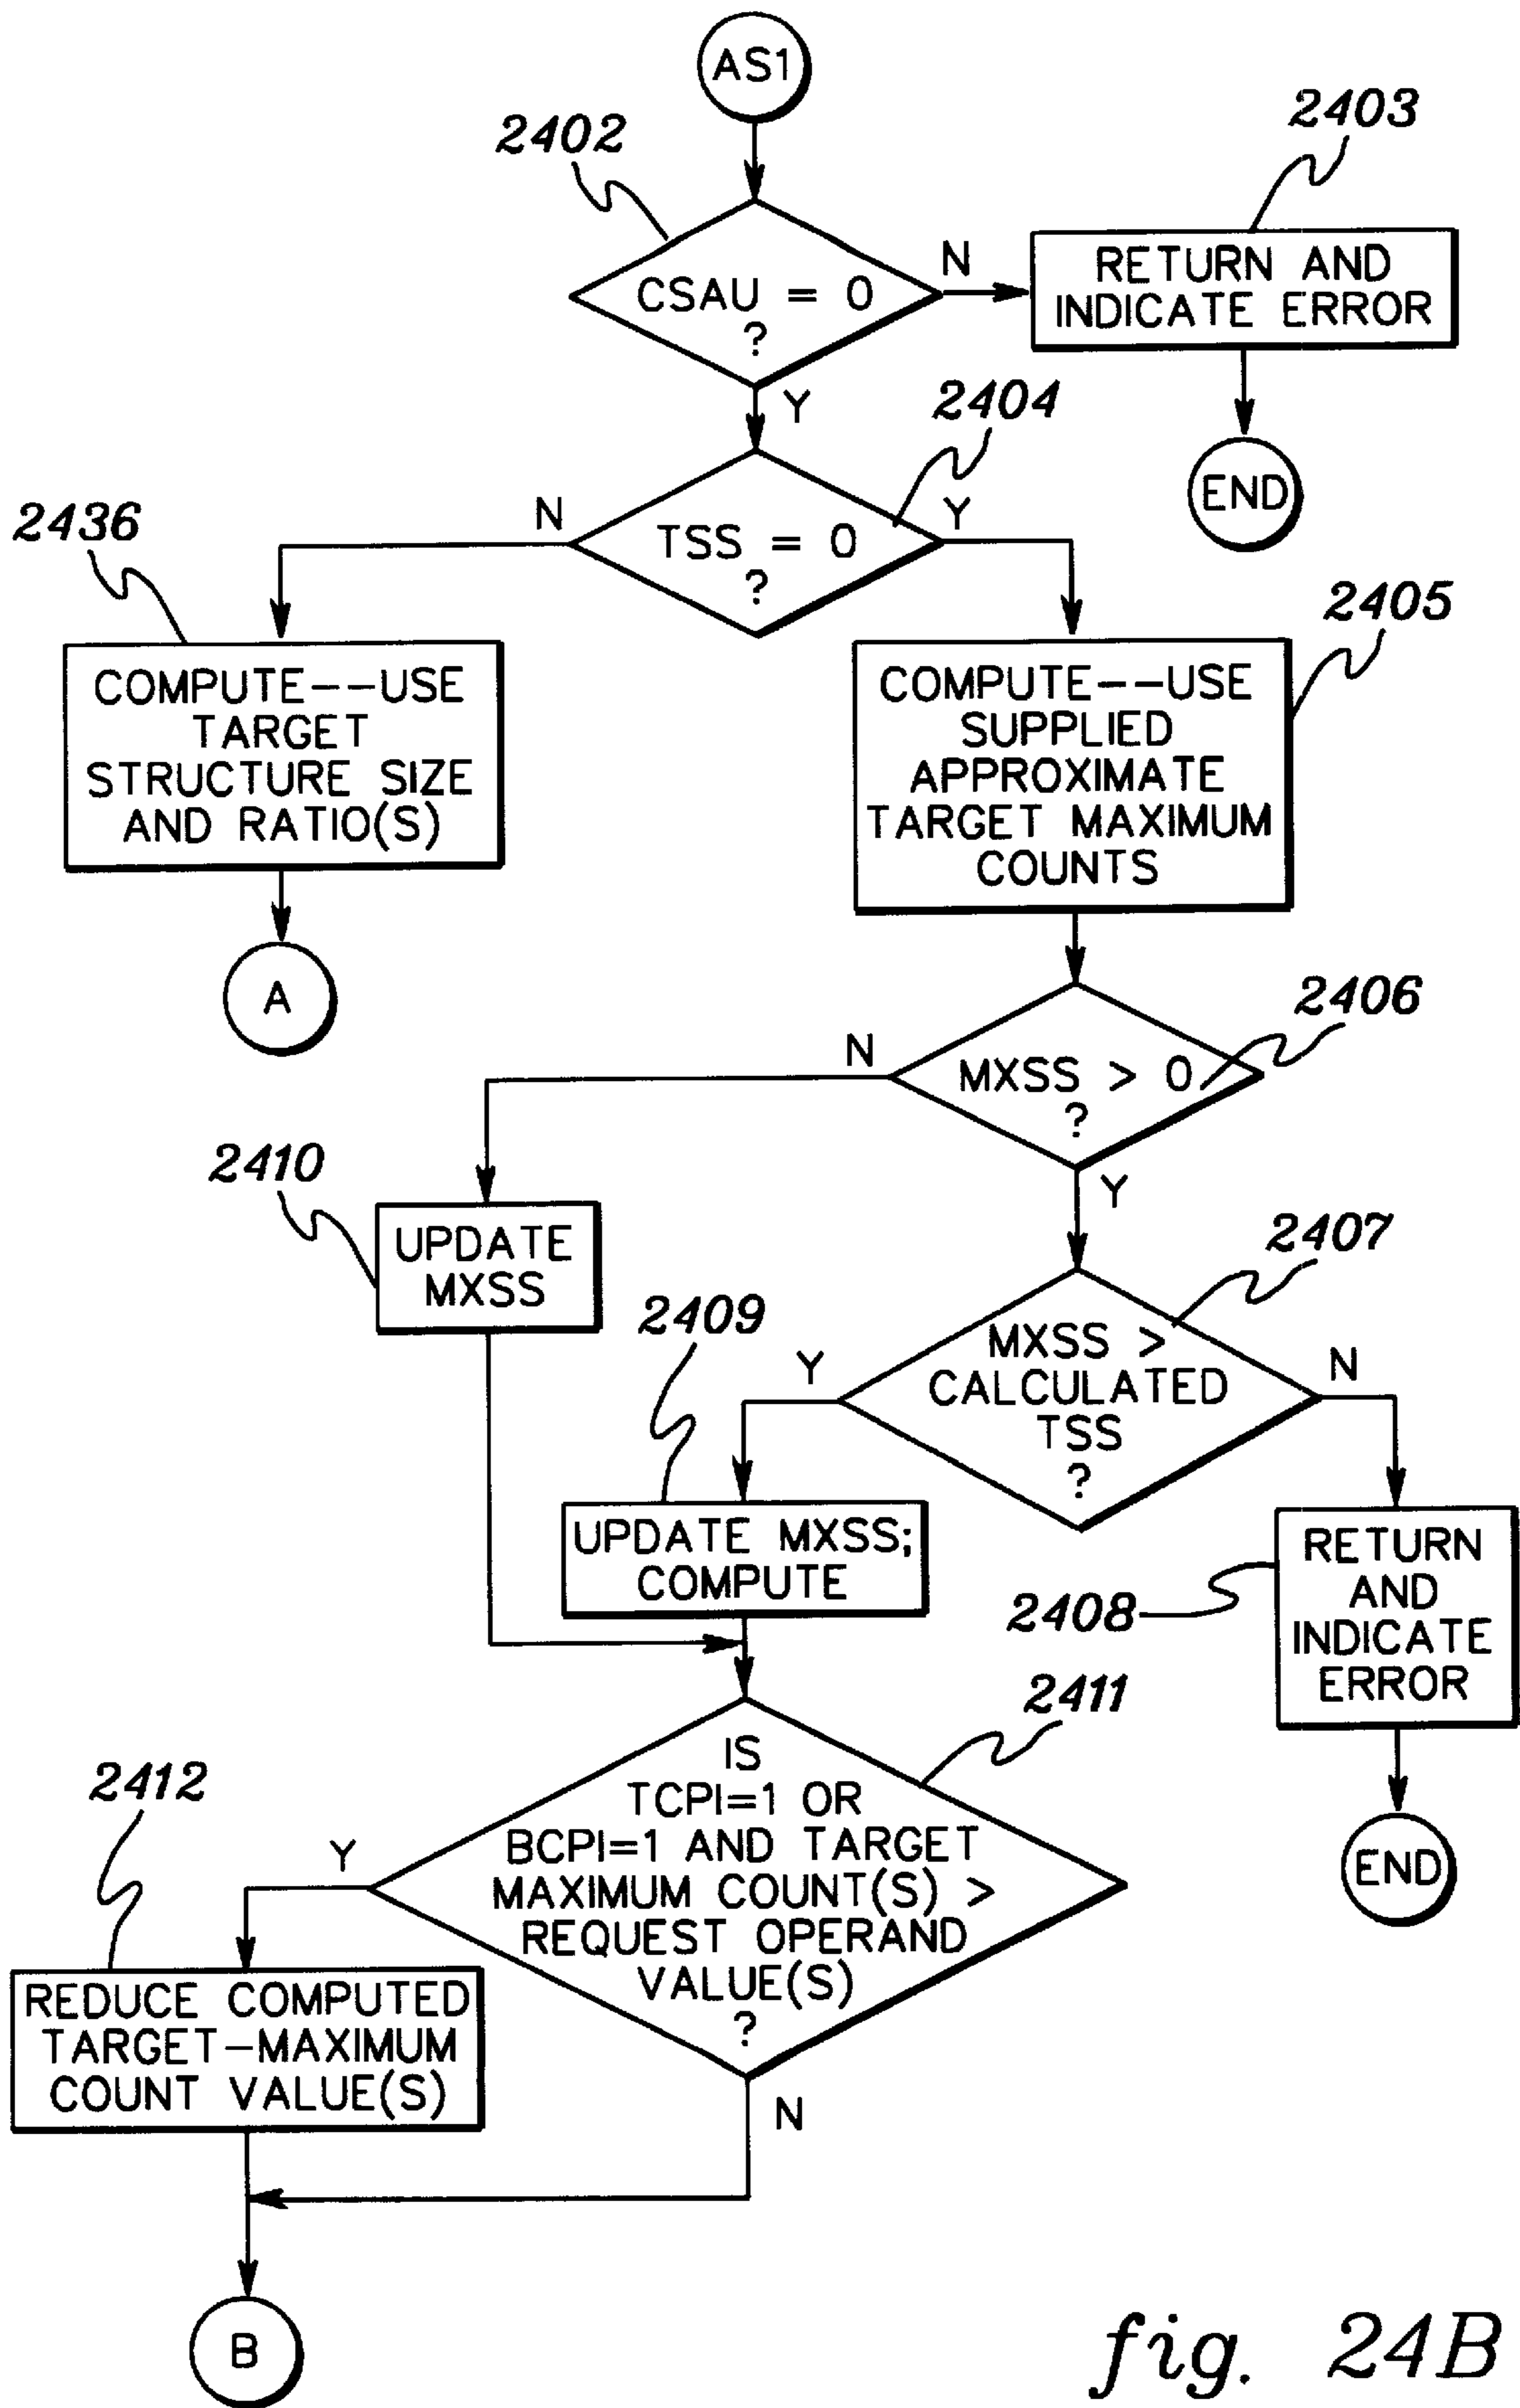 AS1
2402
2403
CSAU = 0
?
N
RETURN AND
INDICATE ERROR
Y
END
2404
TSS = 0
?
N
Y
2436
COMPUTE--USE
TARGET
STRUCTURE SIZE
AND RATIO(S)
A
2405
COMPUTE--USE
SUPPLIED
APPROXIMATE
TARGET MAXIMUM
COUNTS
2406
MXSS > 0
?
N
Y
2410
UPDATE
MXSS
2407
MXSS >
CALCULATED
TSS
?
Y
N
2409
UPDATE MXSS;
COMPUTE
2408
RETURN
AND
INDICATE
ERROR
END
2411
IS
TCPI=1 OR
BCPI=1 AND TARGET
MAXIMUM COUNT(S) >
REQUEST OPERAND
VALUE(S)
?
Y
N
2412
REDUCE COMPUTED
TARGET-MAXIMUM
COUNT VALUE(S)
B
fig. 24B